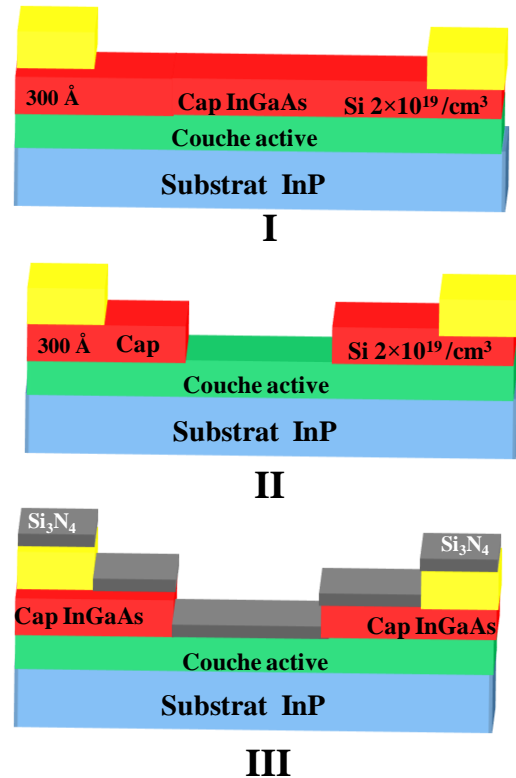 300 Å Cap InGaAs Si 2×10¹⁹/cm³
Couche active
Substrat InP
I
300 Å Cap Si 2×10¹⁹/cm³
Couche active
Substrat InP
II
Si₃N₄ Si₃N₄
Cap InGaAs Cap InGaAs
Couche active
Substrat InP
III